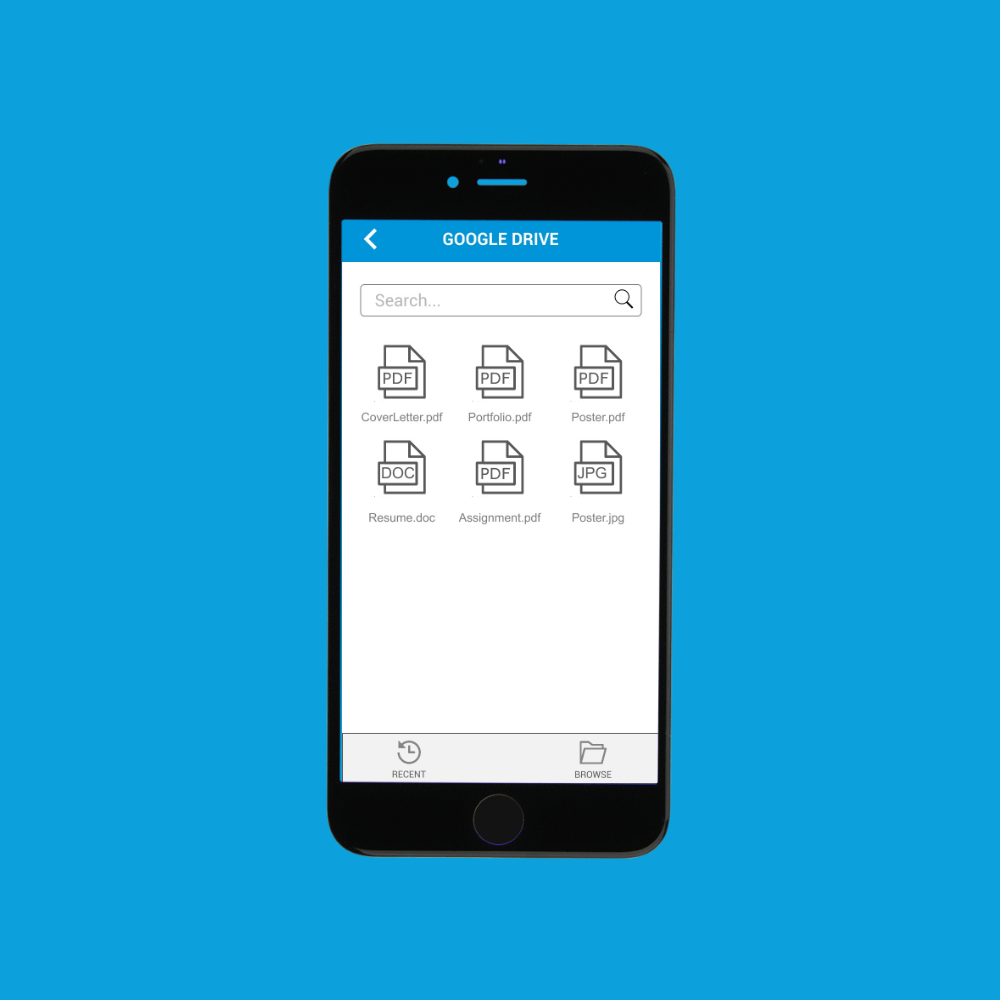 GOOGLE DRIVE
Search...
PDF PDF PDF
CoverLetter.pdf Portfolio.pdf Poster.pdf
DOC PDF JPG
Resume.doc Assignment.pdf Poster.jpg
RECENT BROWSE